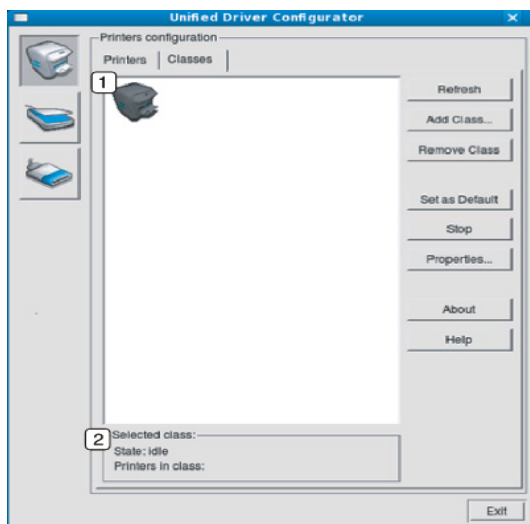 Unified Driver Configurator
Printers configuration
Printers
Classes
1
Refresh
Add Class...
Remove Class
Set as Default
Stop
Properties...
About
Help
2
Selected class:
State: idle
Printers in class:
Exit